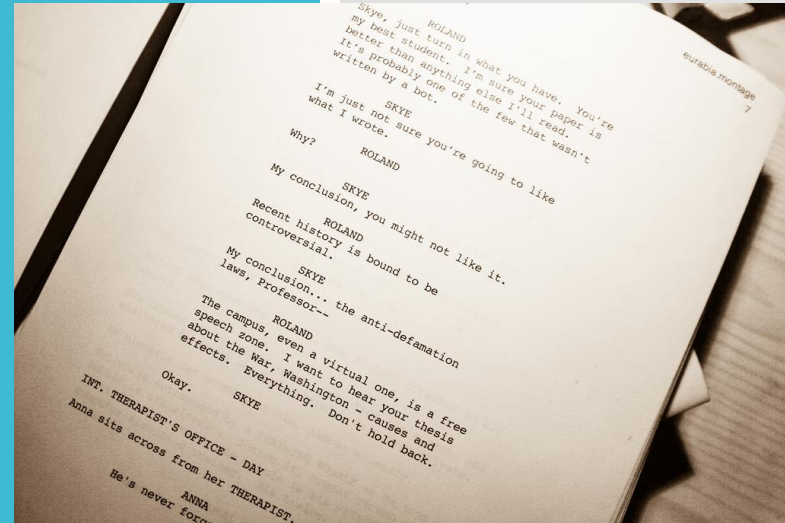 eurabia.montage
7
ROLAND
Skye, just turn in what you have. You're
my best student. I'm sure your paper is
better than anything else I'll read.
It's probably one of the few that wasn't
written by a bot.
SKYE
I'm just not sure you're going to like
what I wrote.
ROLAND
Why?
SKYE
My conclusion, you might not like it.
ROLAND
Recent history is bound to be
controversial.
SKYE
My conclusion... the anti-defamation
laws, Professor--
ROLAND
The campus, even a virtual one, is a free
speech zone. I want to hear your thesis
about the War, Washington - causes and
effects. Everything. Don't hold back.
SKYE
Okay.
INT. THERAPIST'S OFFICE - DAY
Anna sits across from her THERAPIST.
ANNA
He's never